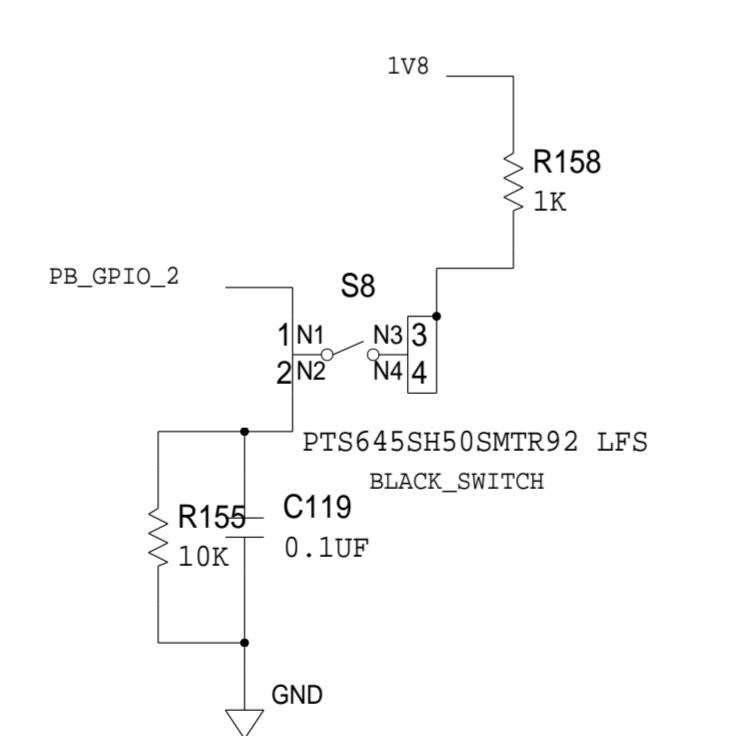 1V8
R158
1K
PB_GPIO_2
S8
1 N1 N3 3
2 N2 N4 4
PTS645SH50SMTR92 LFS
BLACK_SWITCH
R155
10K
C119
0.1UF
GND